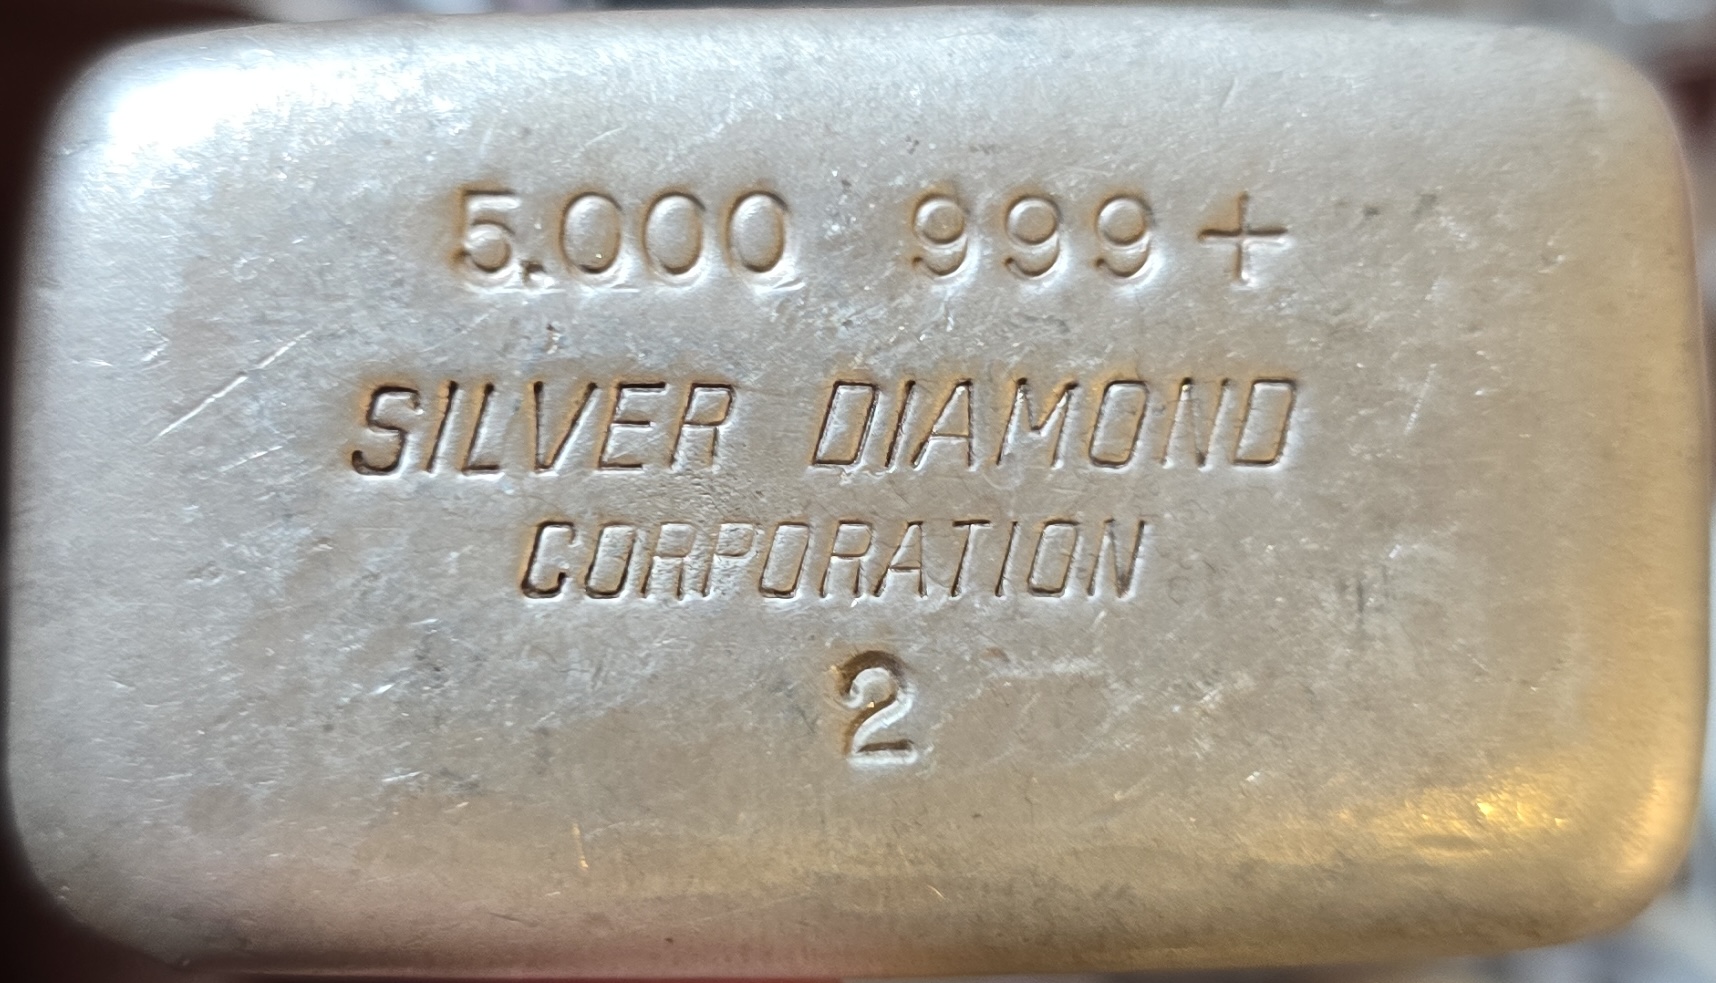 5.000 999+
SILVER DIAMOND
CORPORATION
2